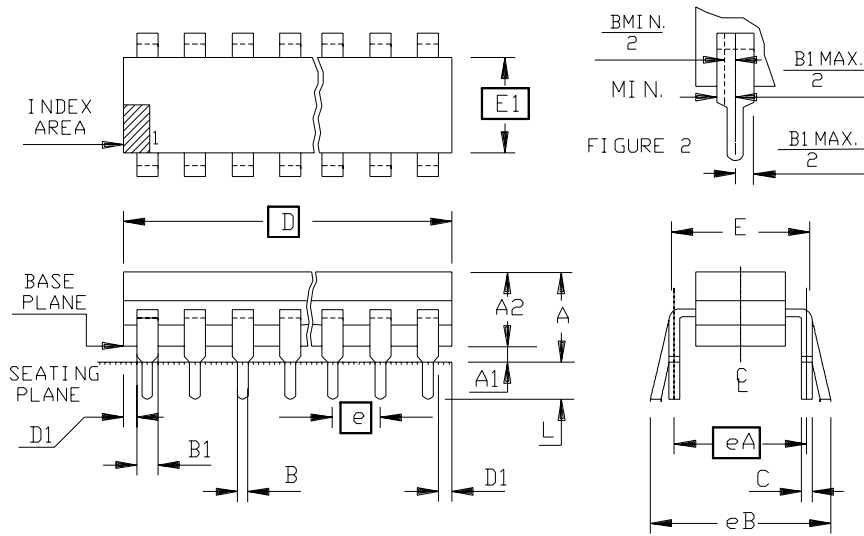 BMIN.
2
B1 MAX.
2
MIN.
INDEX
AREA
1
E1
FIGURE 2
B1 MAX.
2
D
E
BASE
PLANE
A2
A
SEATING
PLANE
A1
e
L
D1
B1
B
D1
C
L
eA
C
eB